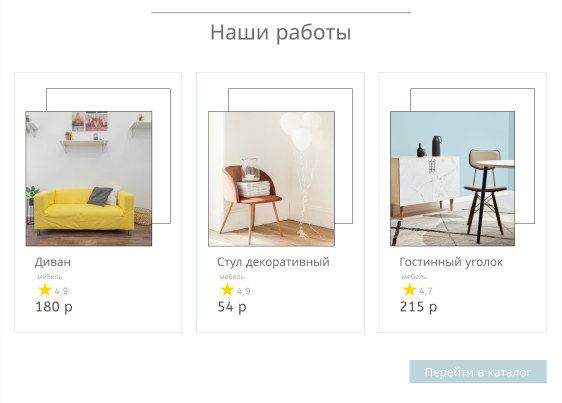 Наши работы
Диван
мебель
4,9
180 р
Стул декоративный
мебель
4,9
54 р
Гостинный уголок
мебель
4,7
215 р
Перейти в каталог